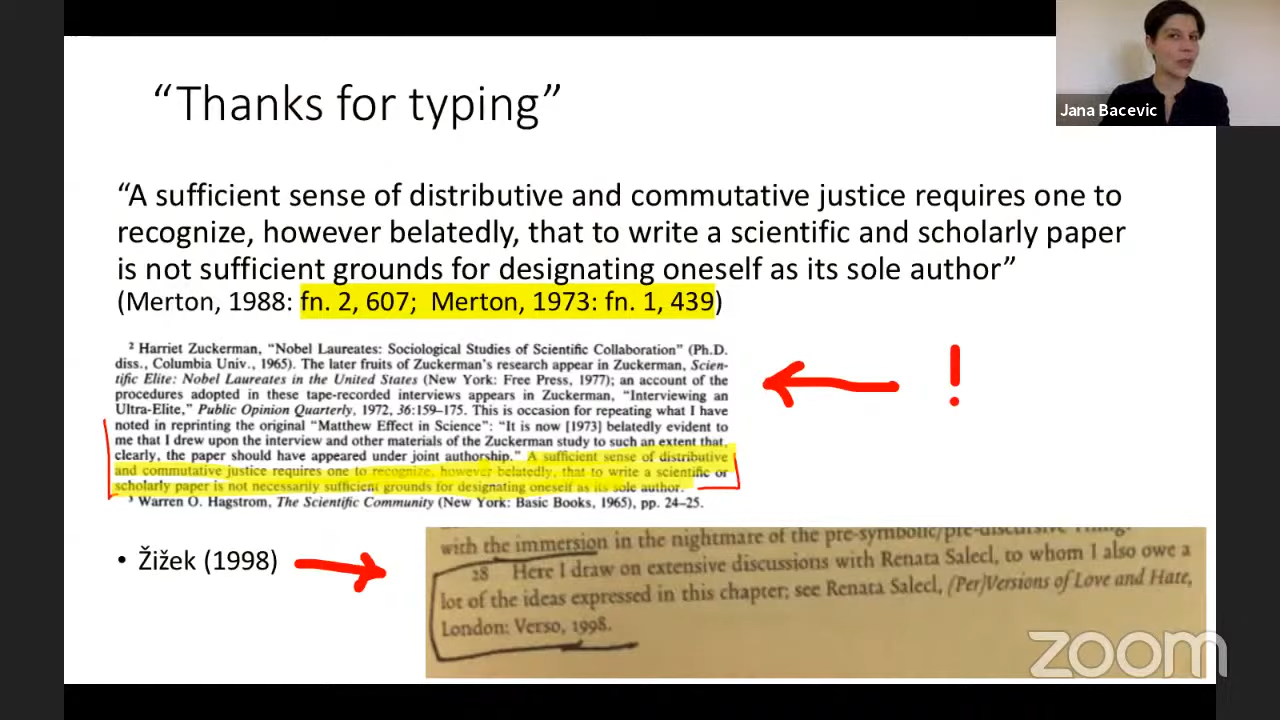 “Thanks for typing”
Jana Bacevic
“A sufficient sense of distributive and commutative justice requires one to
recognize, however belatedly, that to write a scientific and scholarly paper
is not sufficient grounds for designating oneself as its sole author”
(Merton, 1988: fn. 2, 607;  Merton, 1973: fn. 1, 439)
² Harriet Zuckerman, “Nobel Laureates: Sociological Studies of Scientific Collaboration” (Ph.D.
diss., Columbia Univ., 1965). The later fruits of Zuckerman's research appear in Zuckerman, Scien-
tific Elite: Nobel Laureates in the United States (New York: Free Press, 1977); an account of the
procedures adopted in these tape-recorded interviews appears in Zuckerman, “Interviewing an
Ultra-Elite,” Public Opinion Quarterly, 1972, 36:159–175. This is occasion for repeating what I have
noted in reprinting the original “Matthew Effect in Science”: “It is now [1973] belatedly evident to
me that I drew upon the interview and other materials of the Zuckerman study to such an extent that,
clearly, the paper should have appeared under joint authorship.” A sufficient sense of distributive
and commutative justice requires one to recognize, however belatedly, that to write a scientific or
scholarly paper is not necessarily sufficient grounds for designating oneself as its sole author.
³ Warren O. Hagstrom, The Scientific Community (New York: Basic Books, 1965), pp. 24–25.
!
• Žižek (1998)
with the immersion in the nightmare of the pre-symbolic/pre-discursive Thing.
28 Here I draw on extensive discussions with Renata Salecl, to whom I also owe a
lot of the ideas expressed in this chapter; see Renata Salecl, (Per)Versions of Love and Hate,
London: Verso, 1998.
zoom